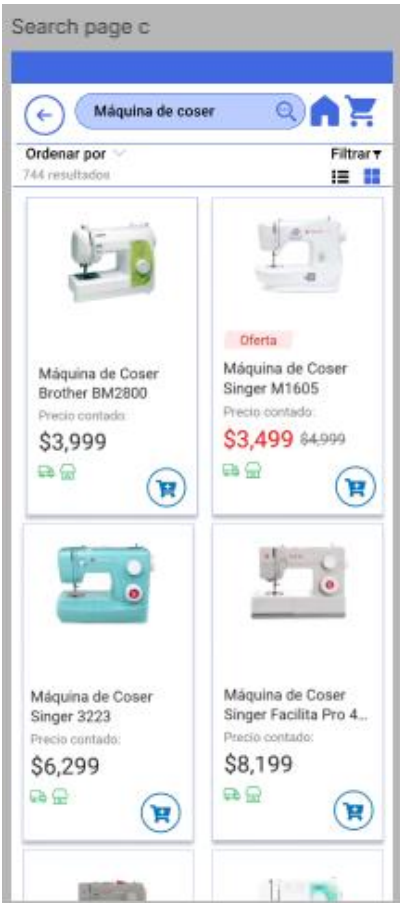 Search page c
Máquina de coser
Ordenar por
Filtrar
744 resultados
Máquina de Coser
Brother BM2800
Precio contado:
$3,999
Oferta
Máquina de Coser
Singer M1605
Precio contado:
$3,499 $4,999
Máquina de Coser
Singer 3223
Precio contado:
$6,299
Máquina de Coser
Singer Facilita Pro 4...
Precio contado:
$8,199